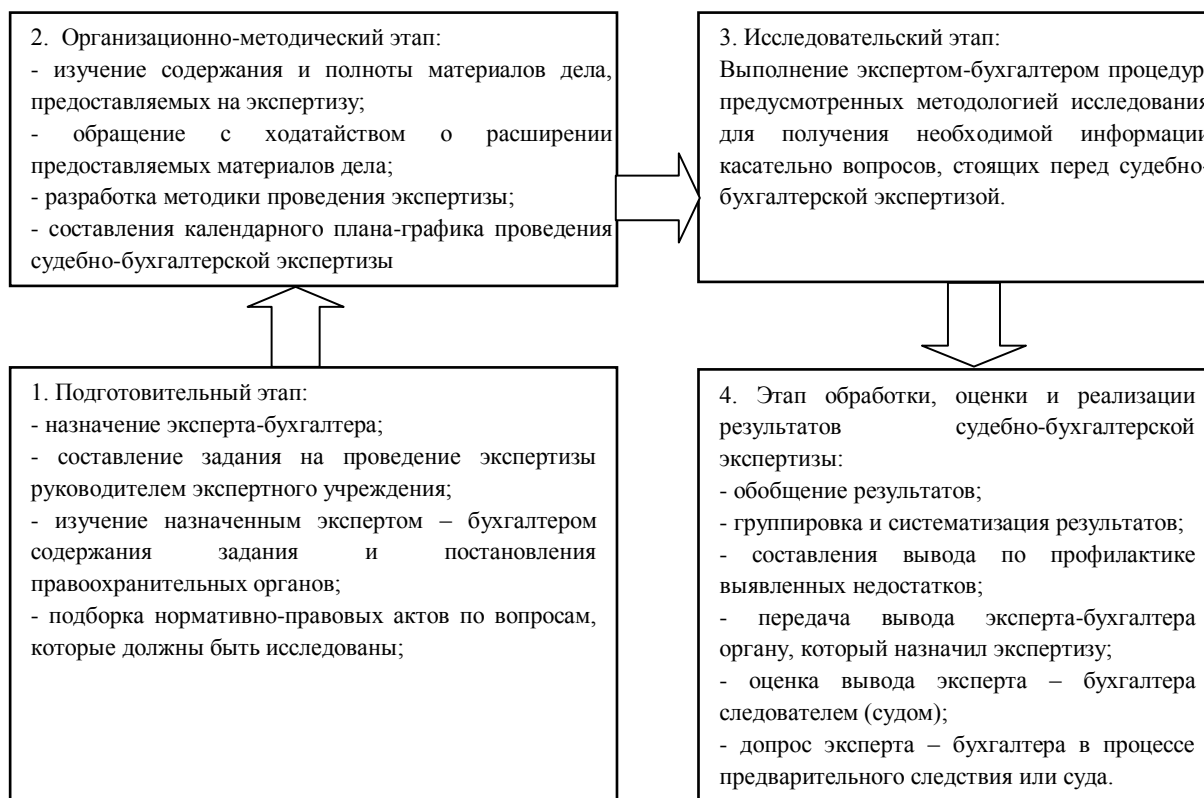 2. Организационно-методический этап:
- изучение содержания и полноты материалов дела,
предоставляемых на экспертизу;
- обращение с ходатайством о расширении
предоставляемых материалов дела;
- разработка методики проведения экспертизы;
- составления календарного плана-графика проведения
судебно-бухгалтерской экспертизы
3. Исследовательский этап:
Выполнение экспертом-бухгалтером процедур
предусмотренных методологией исследования
для получения необходимой информации
касательно вопросов, стоящих перед судебно-
бухгалтерской экспертизой.
1. Подготовительный этап:
- назначение эксперта-бухгалтера;
- составление задания на проведение экспертизы
руководителем экспертного учреждения;
- изучение назначенным экспертом – бухгалтером
содержания задания и постановления
правоохранительных органов;
- подборка нормативно-правовых актов по вопросам,
которые должны быть исследованы;
4. Этап обработки, оценки и реализации
результатов судебно-бухгалтерской
экспертизы:
- обобщение результатов;
- группировка и систематизация результатов;
- составления вывода по профилактике
выявленных недостатков;
- передача вывода эксперта-бухгалтера
органу, который назначил экспертизу;
- оценка вывода эксперта – бухгалтера
следователем (судом);
- допрос эксперта – бухгалтера в процессе
предварительного следствия или суда.